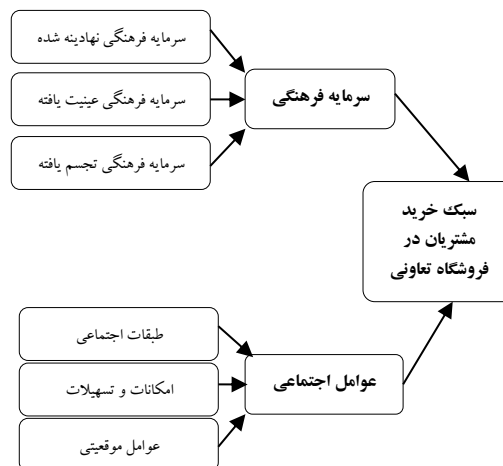 سرمایه فرهنگی نهادینه شده
سرمایه فرهنگی
سرمایه فرهنگی عینیت یافته
سرمایه فرهنگی تجسم یافته
سبک خرید
مشتریان در
فروشگاه تعاونی
طبقات اجتماعی
عوامل اجتماعی
امکانات و تسهیلات
عوامل موقعیتی